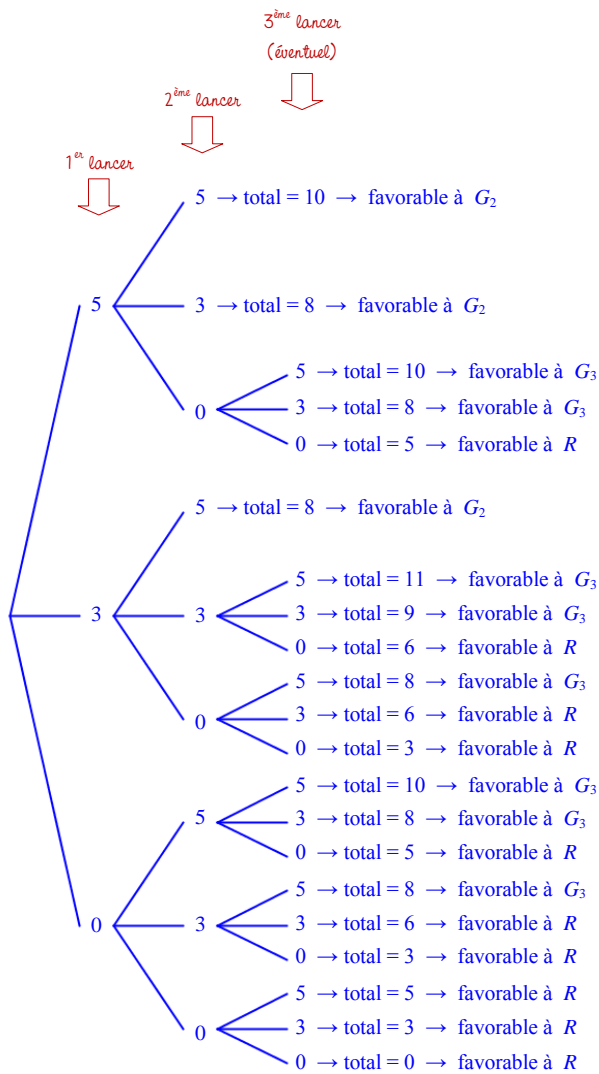 3ème lancer
(éventuel)
2ème lancer
1er lancer
5 → total = 10 → favorable à G2
5 3 → total = 8 → favorable à G2
5 → total = 10 → favorable à G3
0 3 → total = 8 → favorable à G3
0 → total = 5 → favorable à R
5 → total = 8 → favorable à G2
5 → total = 11 → favorable à G3
3 3 3 → total = 9 → favorable à G3
0 → total = 6 → favorable à R
5 → total = 8 → favorable à G3
0 3 → total = 6 → favorable à R
0 → total = 3 → favorable à R
5 → total = 10 → favorable à G3
5 3 → total = 8 → favorable à G3
0 → total = 5 → favorable à R
5 → total = 8 → favorable à G3
0 3 3 → total = 6 → favorable à R
0 → total = 3 → favorable à R
5 → total = 5 → favorable à R
0 3 → total = 3 → favorable à R
0 → total = 0 → favorable à R